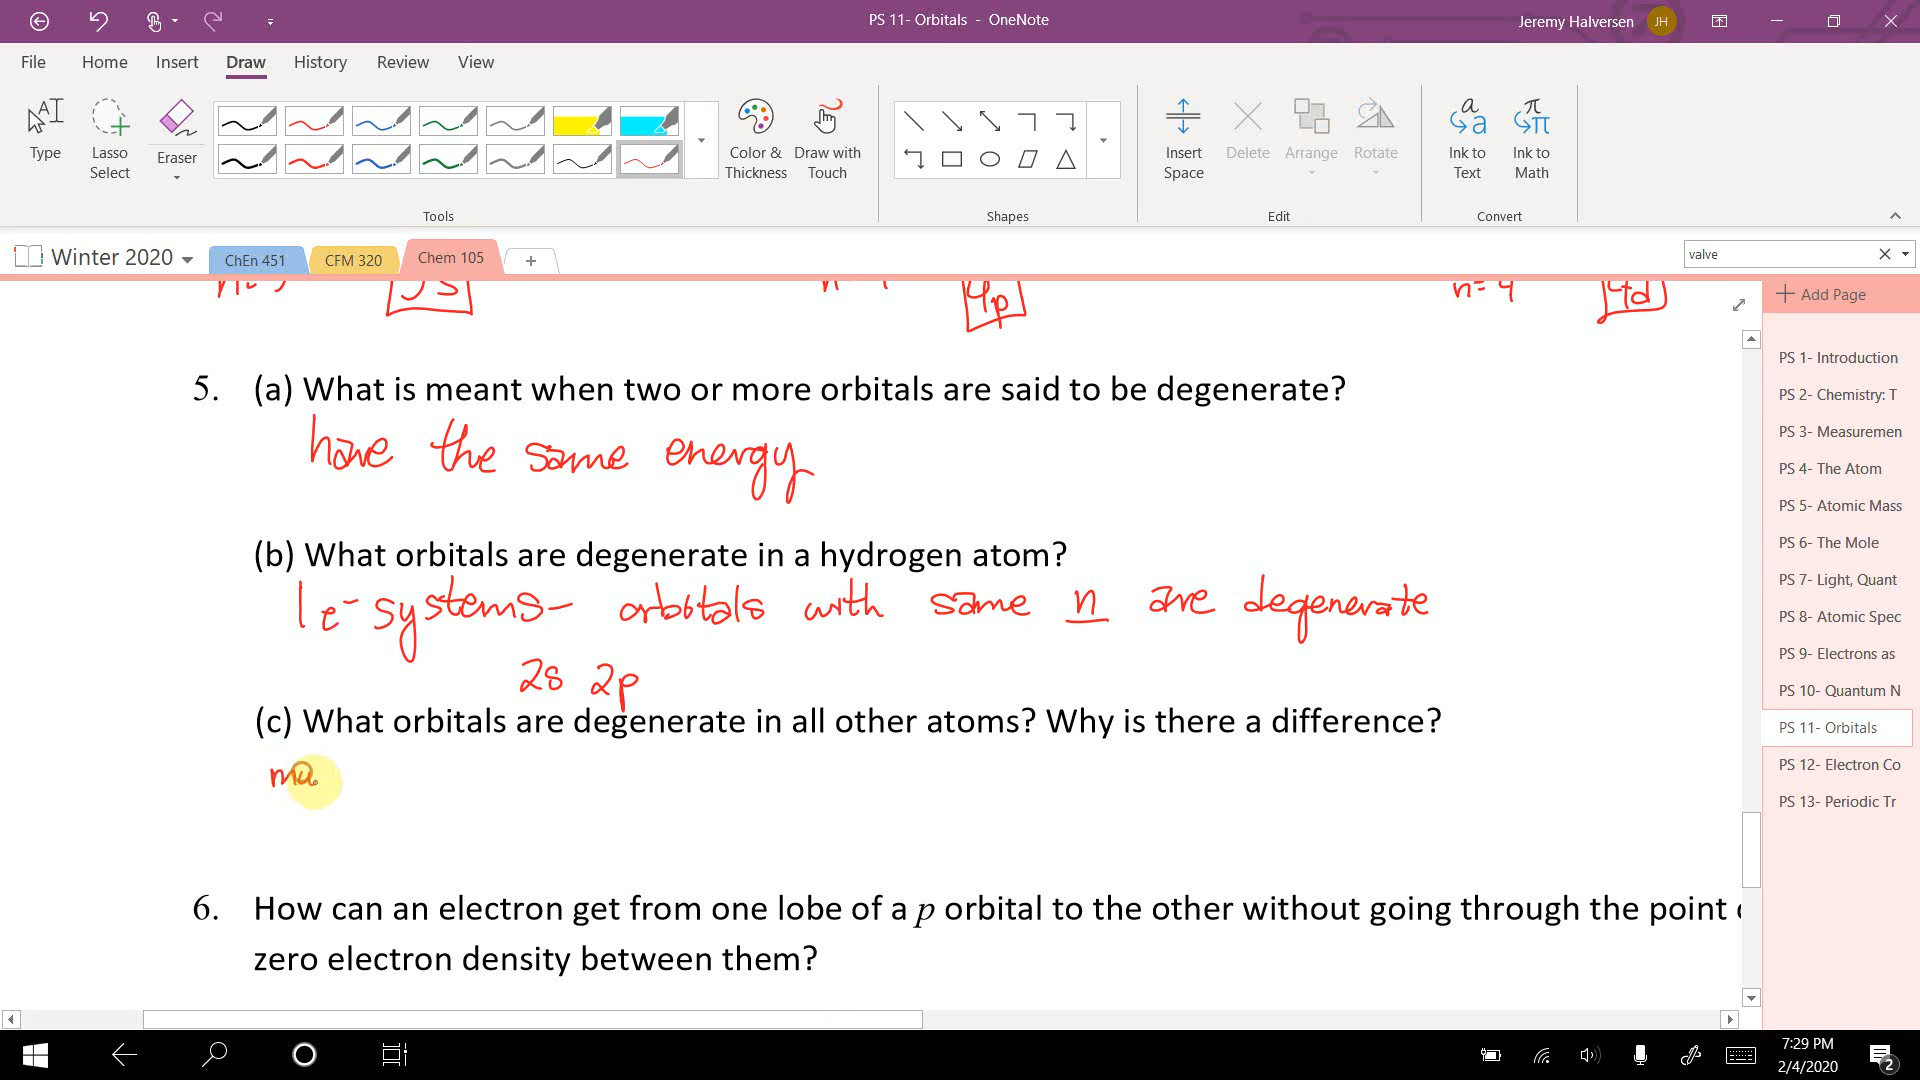 PS 11- Orbitals - OneNote
Jeremy Halversen JH
File Home Insert Draw History Review View
Type
Lasso Select
Eraser
Color & Thickness
Draw with Touch
Insert Space
Delete
Arrange
Rotate
Ink to Text
Ink to Math
Tools
Shapes
Edit
Convert
Winter 2020
ChEn 451
CFM 320
Chem 105
+
valve
4p
n=4
4d
5. (a) What is meant when two or more orbitals are said to be degenerate?
have the same energy
(b) What orbitals are degenerate in a hydrogen atom?
1 e- systems- orbitals with same n are degenerate
2s 2p
(c) What orbitals are degenerate in all other atoms? Why is there a difference?
6. How can an electron get from one lobe of a p orbital to the other without going through the point
zero electron density between them?
Add Page
PS 1- Introduction
PS 2- Chemistry: T
PS 3- Measuremen
PS 4- The Atom
PS 5- Atomic Mass
PS 6- The Mole
PS 7- Light, Quant
PS 8- Atomic Spec
PS 9- Electrons as
PS 10- Quantum N
PS 11- Orbitals
PS 12- Electron Co
PS 13- Periodic Tr
7:29 PM
2/4/2020
2